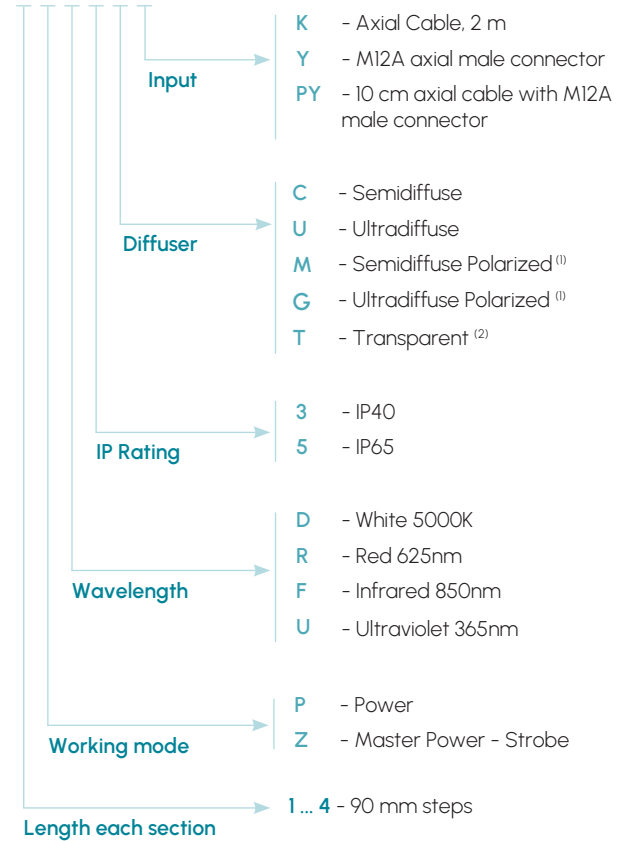 K - Axial Cable, 2 m
Y - M12A axial male connector
Input
PY - 10 cm axial cable with M12A
male connector
C - Semidiffuse
U - Ultradiffuse
Diffuser
M - Semidiffuse Polarized (1)
G - Ultradiffuse Polarized (1)
T - Transparent (2)
3 - IP40
IP Rating
5 - IP65
D - White 5000K
R - Red 625nm
Wavelength
F - Infrared 850nm
U - Ultraviolet 365nm
P - Power
Working mode
Z - Master Power - Strobe
1 ... 4 - 90 mm steps
Length each section